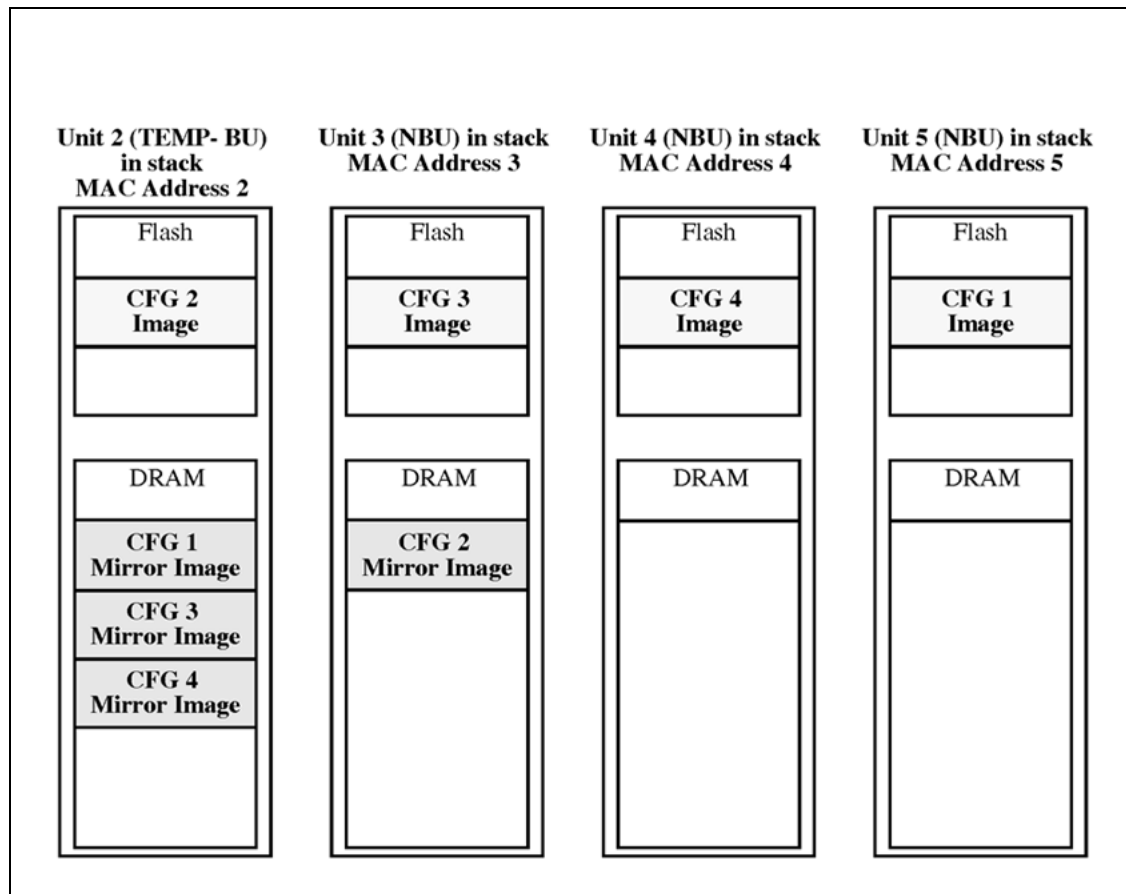 Unit 2 (TEMP- BU)
in stack
MAC Address 2
Flash
CFG 2
Image
DRAM
CFG 1
Mirror Image
CFG 3
Mirror Image
CFG 4
Mirror Image
Unit 3 (NBU) in stack
MAC Address 3
Flash
CFG 3
Image
DRAM
CFG 2
Mirror Image
Unit 4 (NBU) in stack
MAC Address 4
Flash
CFG 4
Image
DRAM
Unit 5 (NBU) in stack
MAC Address 5
Flash
CFG 1
Image
DRAM